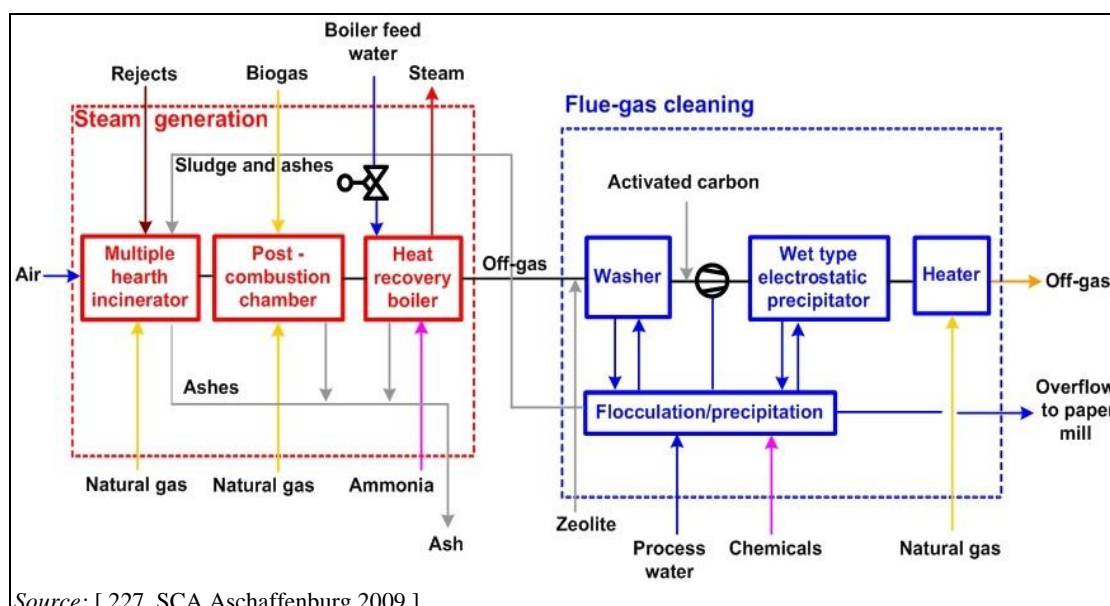 Boiler feed
water
Rejects
Biogas
Steam
Flue-gas cleaning
Steam generation
Sludge and ashes
Activated carbon
Air
Multiple
hearth
incinerator
Post -
combustion
chamber
Heat
recovery
boiler
Off-gas
Washer
Wet type
electrostatic
precipitator
Heater
Off-gas
Ashes
Flocculation/precipitation
Overflow
to paper
mill
Natural gas
Natural gas
Ammonia
Ash
Zeolite
Process
water
Chemicals
Natural gas
Source: [ 227, SCA Aschaffenburg 2009 ]